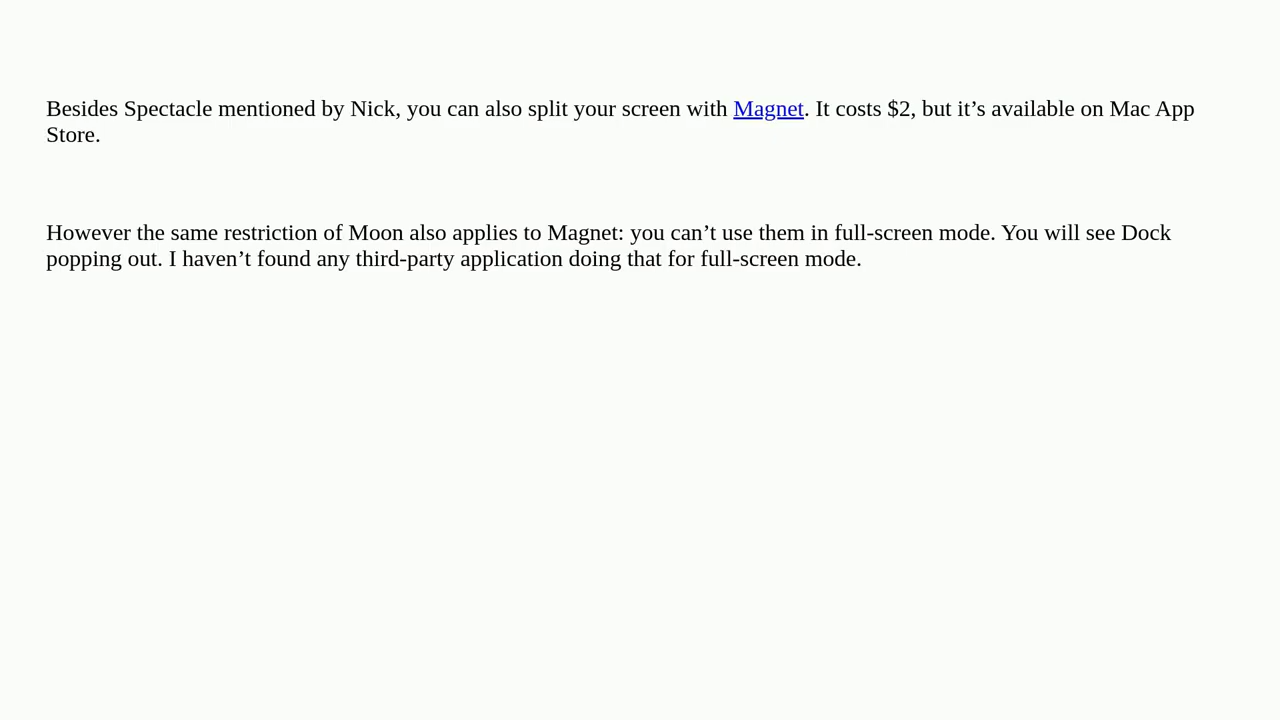 Besides Spectacle mentioned by Nick, you can also split your screen with Magnet. It costs $2, but it’s available on Mac App
Store.
However the same restriction of Moon also applies to Magnet: you can’t use them in full-screen mode. You will see Dock
popping out. I haven’t found any third-party application doing that for full-screen mode.